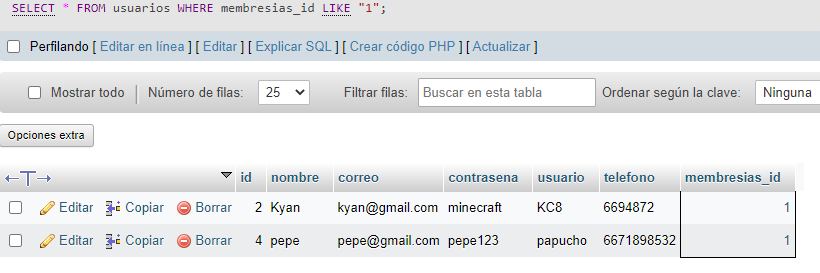 SELECT * FROM usuarios WHERE membresias_id LIKE "1";
Perfilando [ Editar en línea ] [ Editar ] [ Explicar SQL ] [ Crear código PHP ] [ Actualizar ]
Mostrar todo | Número de filas: 25 Filtrar filas: Buscar en esta tabla Ordenar según la clave: Ninguna
Opciones extra
←T→ id nombre correo contrasena usuario telefono membresias_id
Editar Copiar Borrar 2 Kyan kyan@gmail.com minecraft KC8 6694872 1
Editar Copiar Borrar 4 pepe pepe@gmail.com pepe123 papucho 6671898532 1